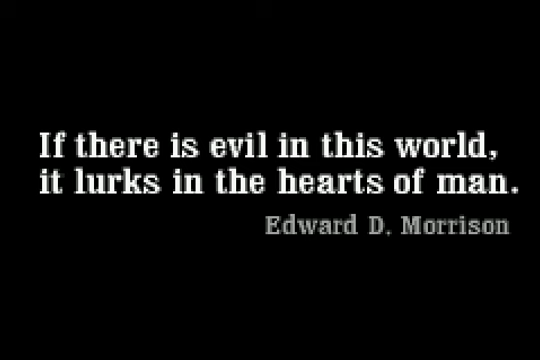 If there is evil in this world,
it lurks in the hearts of man.
Edward D. Morrison